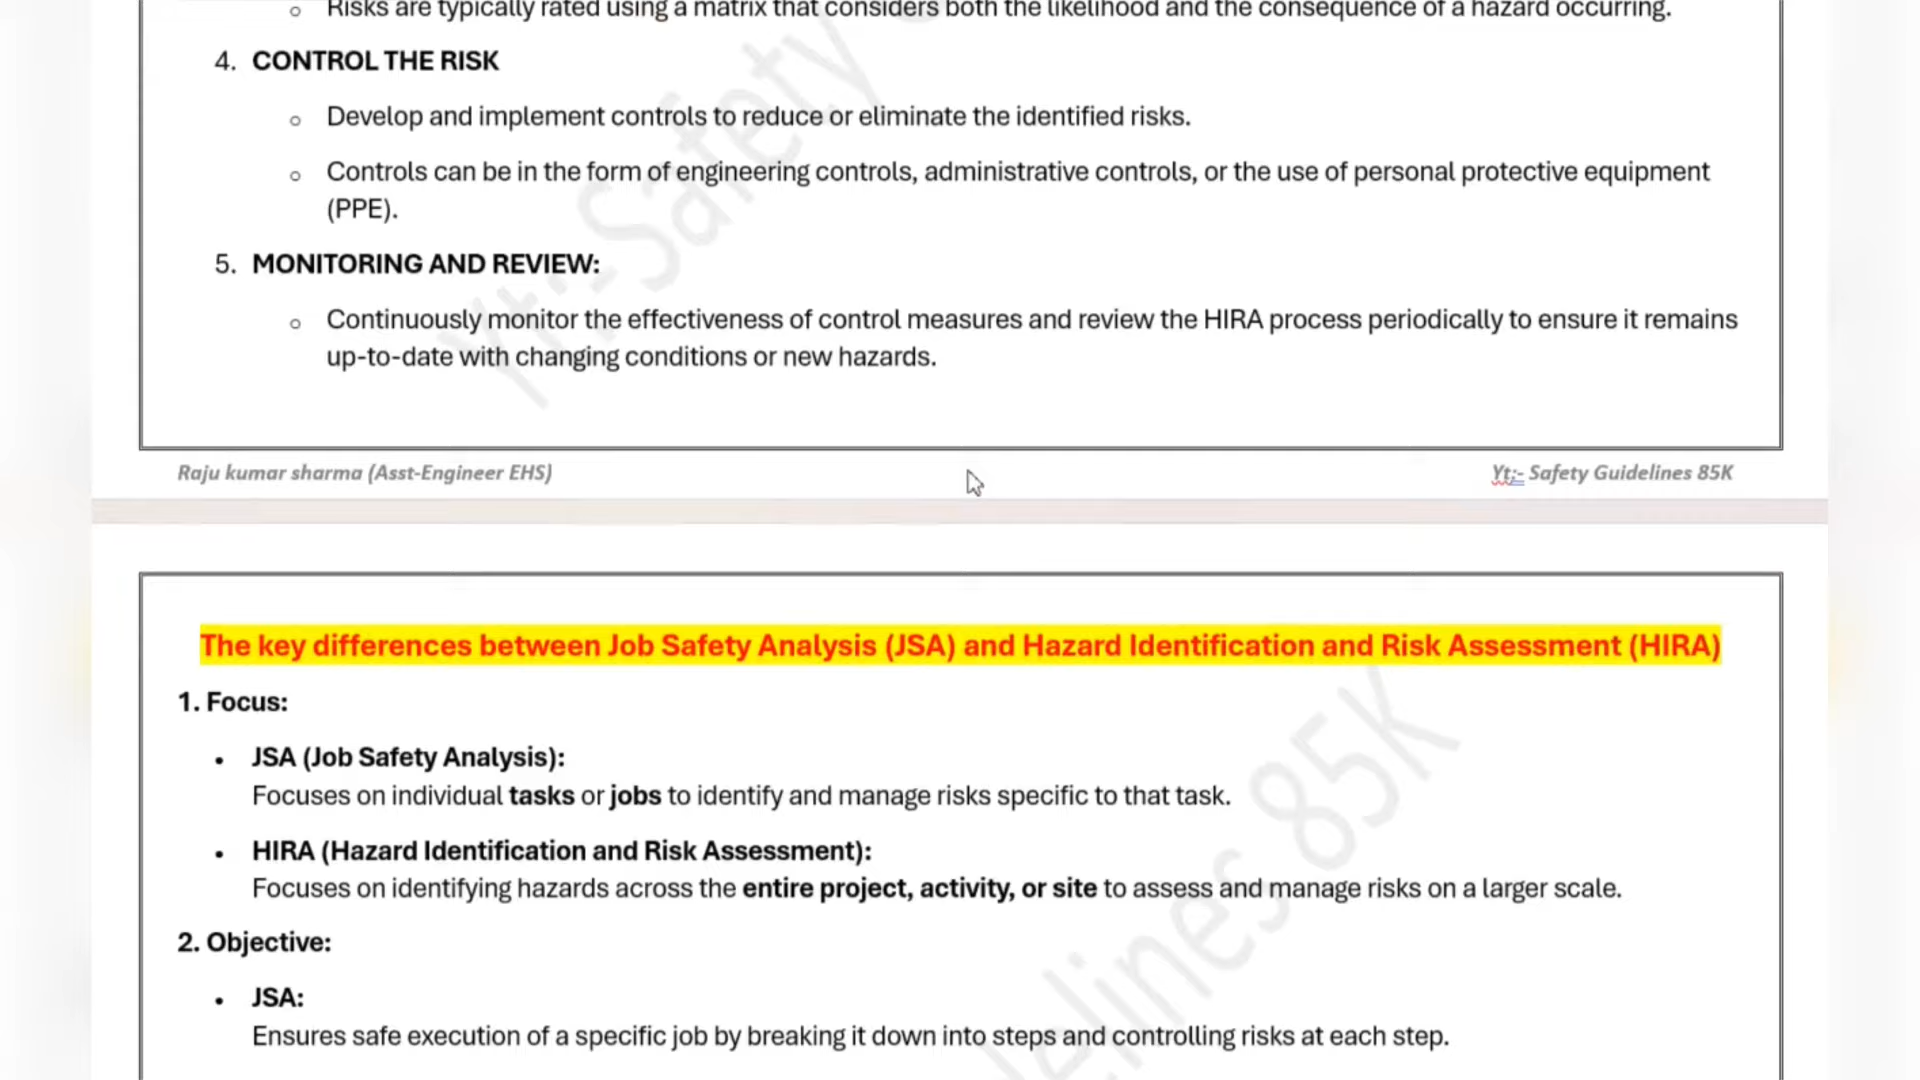 Risks are typically rated using a matrix that considers both the likelihood and the consequence of a hazard occurring.
4. CONTROL THE RISK
Develop and implement controls to reduce or eliminate the identified risks.
Controls can be in the form of engineering controls, administrative controls, or the use of personal protective equipment
(PPE).
5. MONITORING AND REVIEW:
Continuously monitor the effectiveness of control measures and review the HIRA process periodically to ensure it remains
up-to-date with changing conditions or new hazards.
Yt:-Safety
Raju kumar sharma (Asst-Engineer EHS)
Yt:- Safety Guidelines 85K
The key differences between Job Safety Analysis (JSA) and Hazard Identification and Risk Assessment (HIRA)
1. Focus:
• JSA (Job Safety Analysis):
Focuses on individual tasks or jobs to identify and manage risks specific to that task.
• HIRA (Hazard Identification and Risk Assessment):
Focuses on identifying hazards across the entire project, activity, or site to assess and manage risks on a larger scale.
2. Objective:
• JSA:
Ensures safe execution of a specific job by breaking it down into steps and controlling risks at each step.
85K